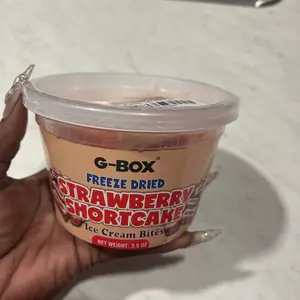 G-BOX
FREEZE DRIED
STRAWBERRY
SHORTCAKE
Ice Cream Bites
NET WEIGHT: 3.5 OZ